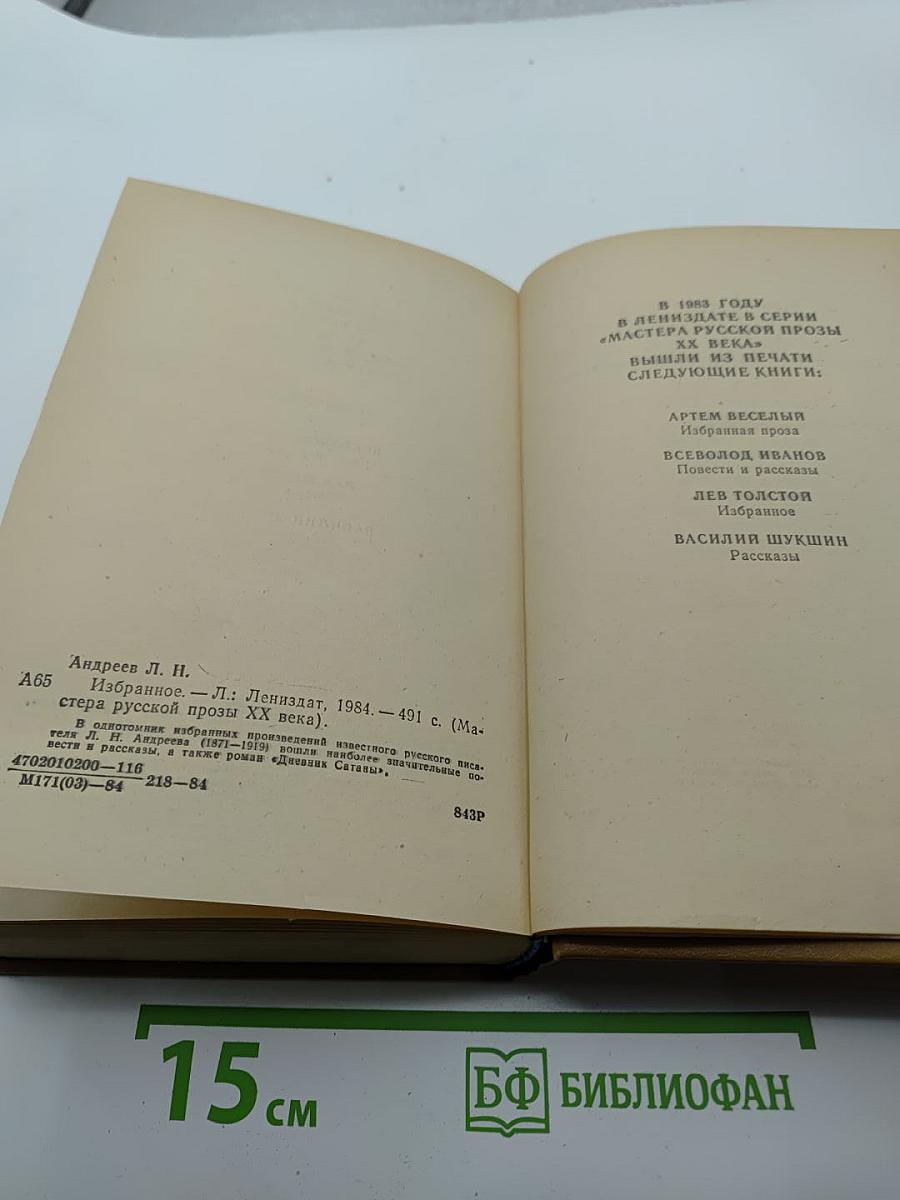 Андреев Л. Н.
А65 Избранное. — Л.: Лениздат, 1984. — 491 с. (Ма-
стера русской прозы XX века).
В однотомник избранных произведений известного русского писа-
теля Л. Н. Андреева (1871—1919) вошли наиболее значительные по-
вести и рассказы, а также роман «Дневник Сатаны».
4702010200—116
М171(03)—84
218—84
843Р
В 1983 ГОДУ
В ЛЕНИЗДАТЕ В СЕРИИ
«МАСТЕРА РУССКОЙ ПРОЗЫ
XX ВЕКА»
ВЫШЛИ ИЗ ПЕЧАТИ
СЛЕДУЮЩИЕ КНИГИ:
АРТЕМ ВЕСЕЛЫЙ
Избранная проза
ВСЕВОЛОД ИВАНОВ
Повести и рассказы
ЛЕВ ТОЛСТОЙ
Избранное
ВАСИЛИЙ ШУКШИН
Рассказы
15 см
БФ БИБЛИОФАН